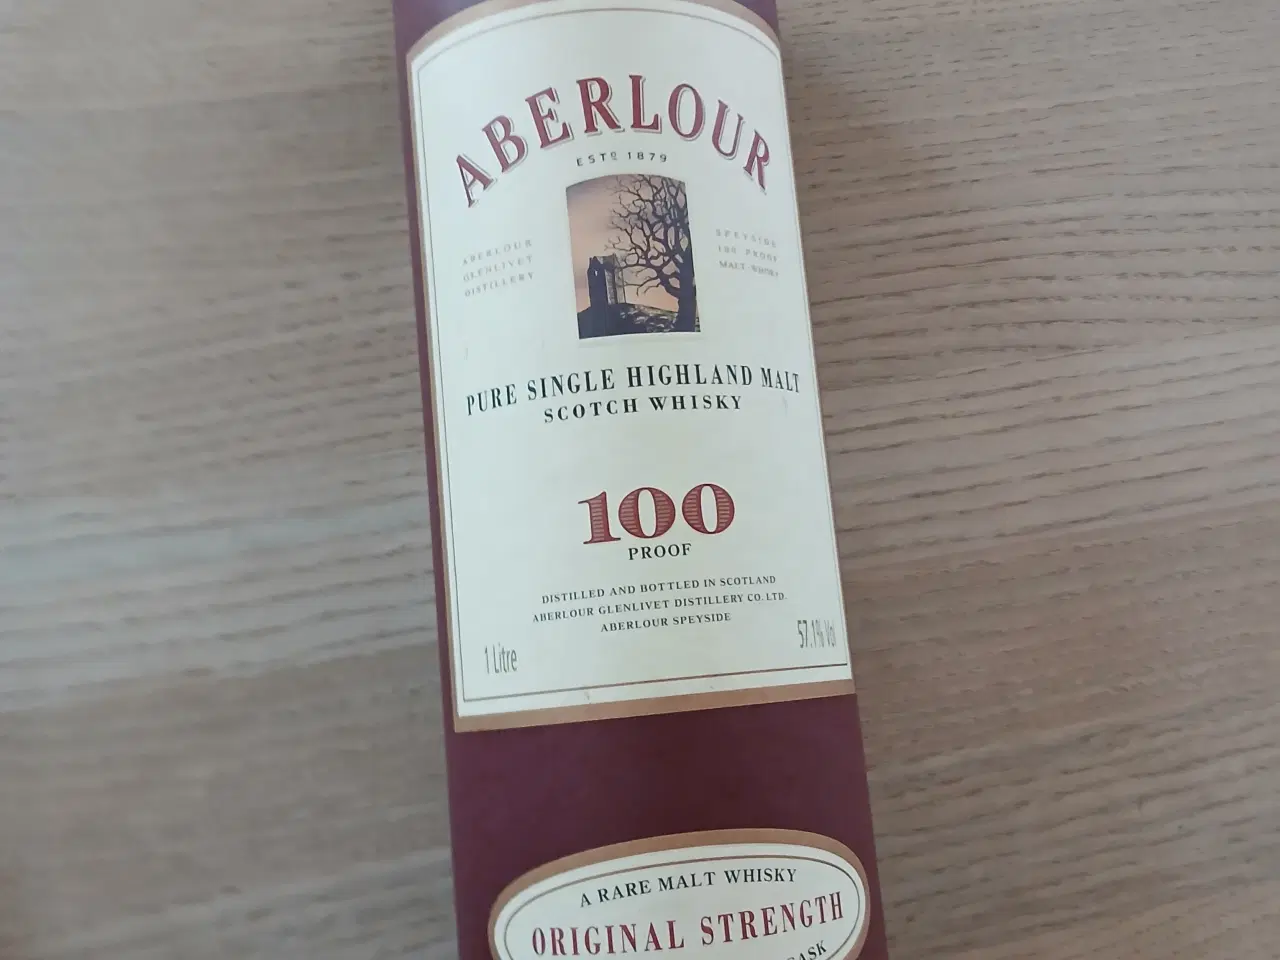 ABERLOUR
ESTD 1879
ABERLOUR
GLENLIVET
DISTILLERY
SPEYSIDE
100 PROOF
MALT WHISKY
PURE SINGLE HIGHLAND MALT
SCOTCH WHISKY
100
PROOF
DISTILLED AND BOTTLED IN SCOTLAND
ABERLOUR GLENLIVET DISTILLERY CO. LTD.
ABERLOUR SPEYSIDE
1 Litre
57.1% Vol
A RARE MALT WHISKY
ORIGINAL STRENGTH
CASK